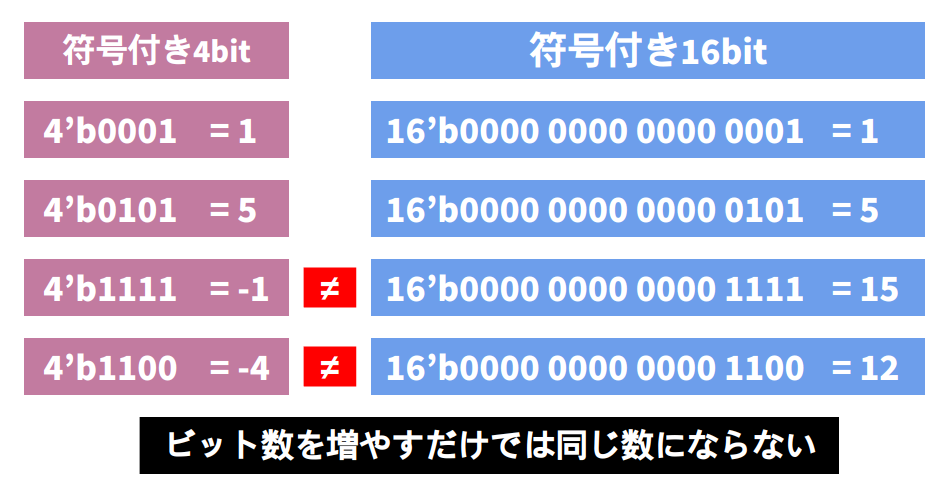 符号付き4bit 符号付き16bit
4’b0001 = 1 16’b0000 0000 0000 0001 = 1
4’b0101 = 5 16’b0000 0000 0000 0101 = 5
4’b1111 = -1 ≠ 16’b0000 0000 0000 1111 = 15
4’b1100 = -4 ≠ 16’b0000 0000 0000 1100 = 12
ビット数を増やすだけでは同じ数にならない